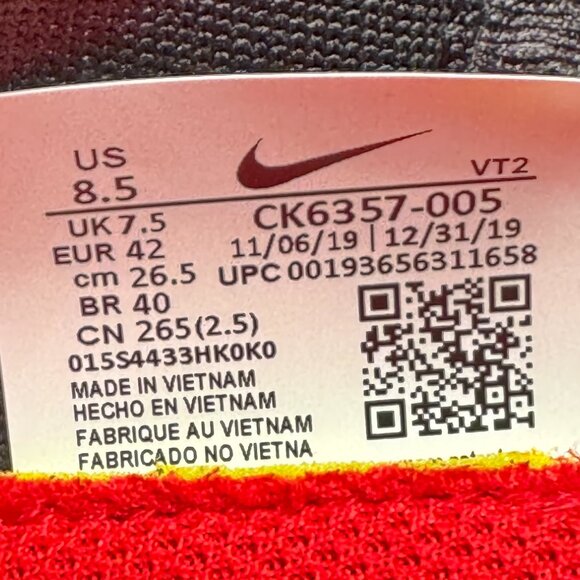 US
8.5
VT2
UK 7.5
CK6357-005
EUR 42
11/06/19 | 12/31/19
cm 26.5
UPC 00193656311658
BR 40
CN 265(2.5)
015S4433HK0K0
MADE IN VIETNAM
HECHO EN VIETNAM
FABRIQUE AU VIETNAM
FABRICADO NO VIETNA